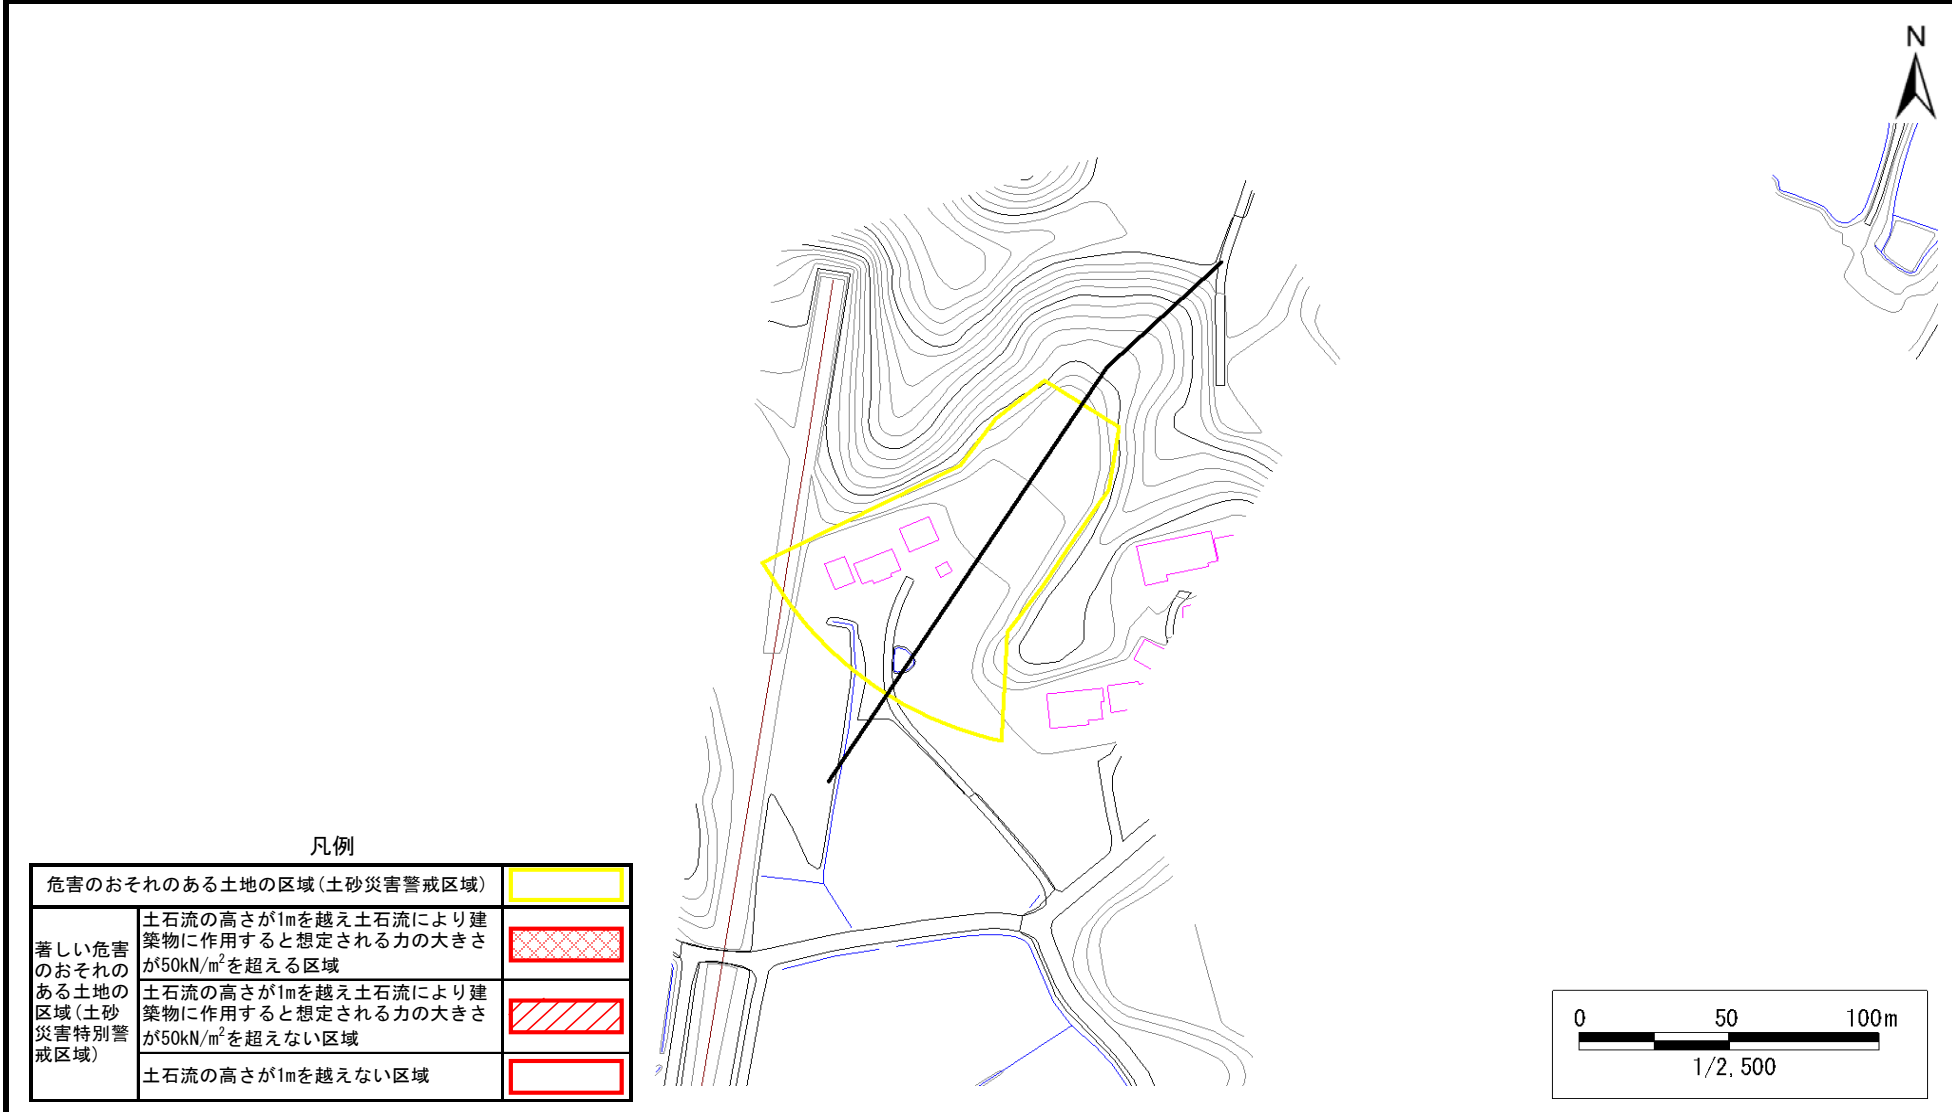 N
凡例
危害のおそれのある土地の区域(土砂災害警戒区域)
著しい危害
のおそれの
ある土地の
区域(土砂
災害特別警
戒区域)
土石流の高さが1mを越え土石流により建
築物に作用すると想定される力の大きさ
が50kN/m²を超える区域
土石流の高さが1mを越え土石流により建
築物に作用すると想定される力の大きさ
が50kN/m²を超えない区域
土石流の高さが1mを越えない区域
0 50 100m
1/2,500